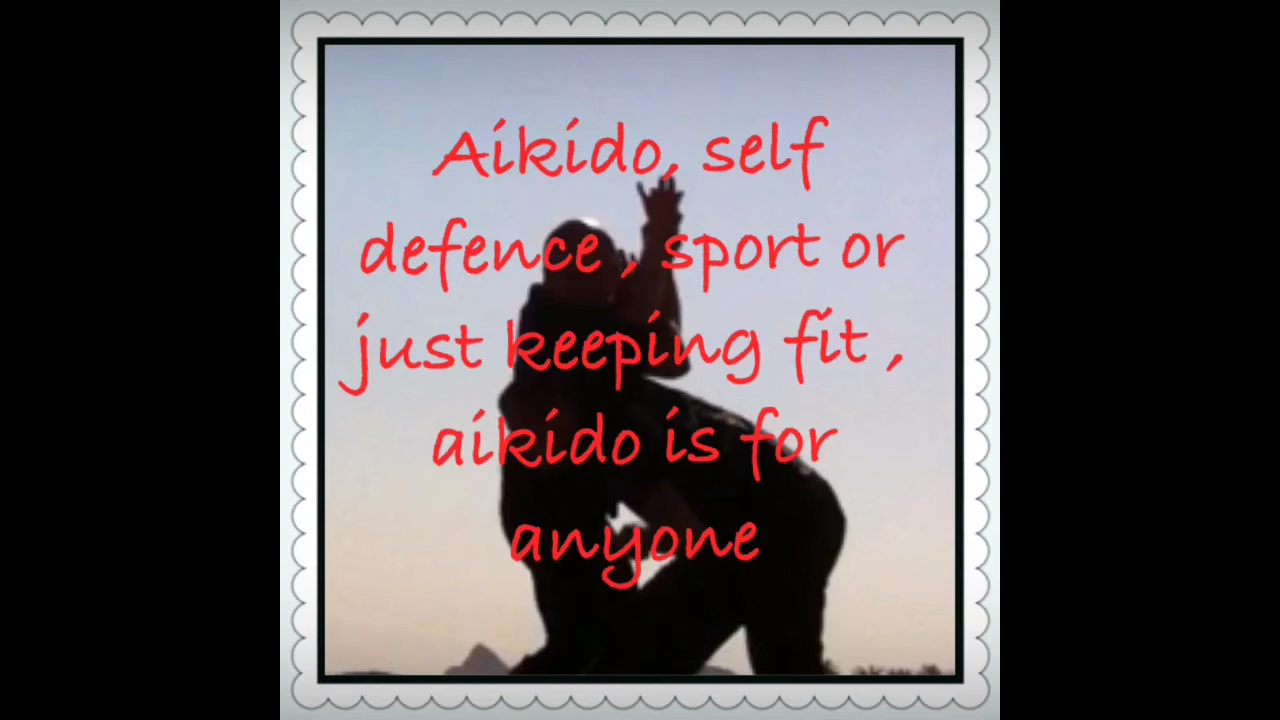 Aikido, self
defence , sport or
just keeping fit ,
aikido is for
anyone